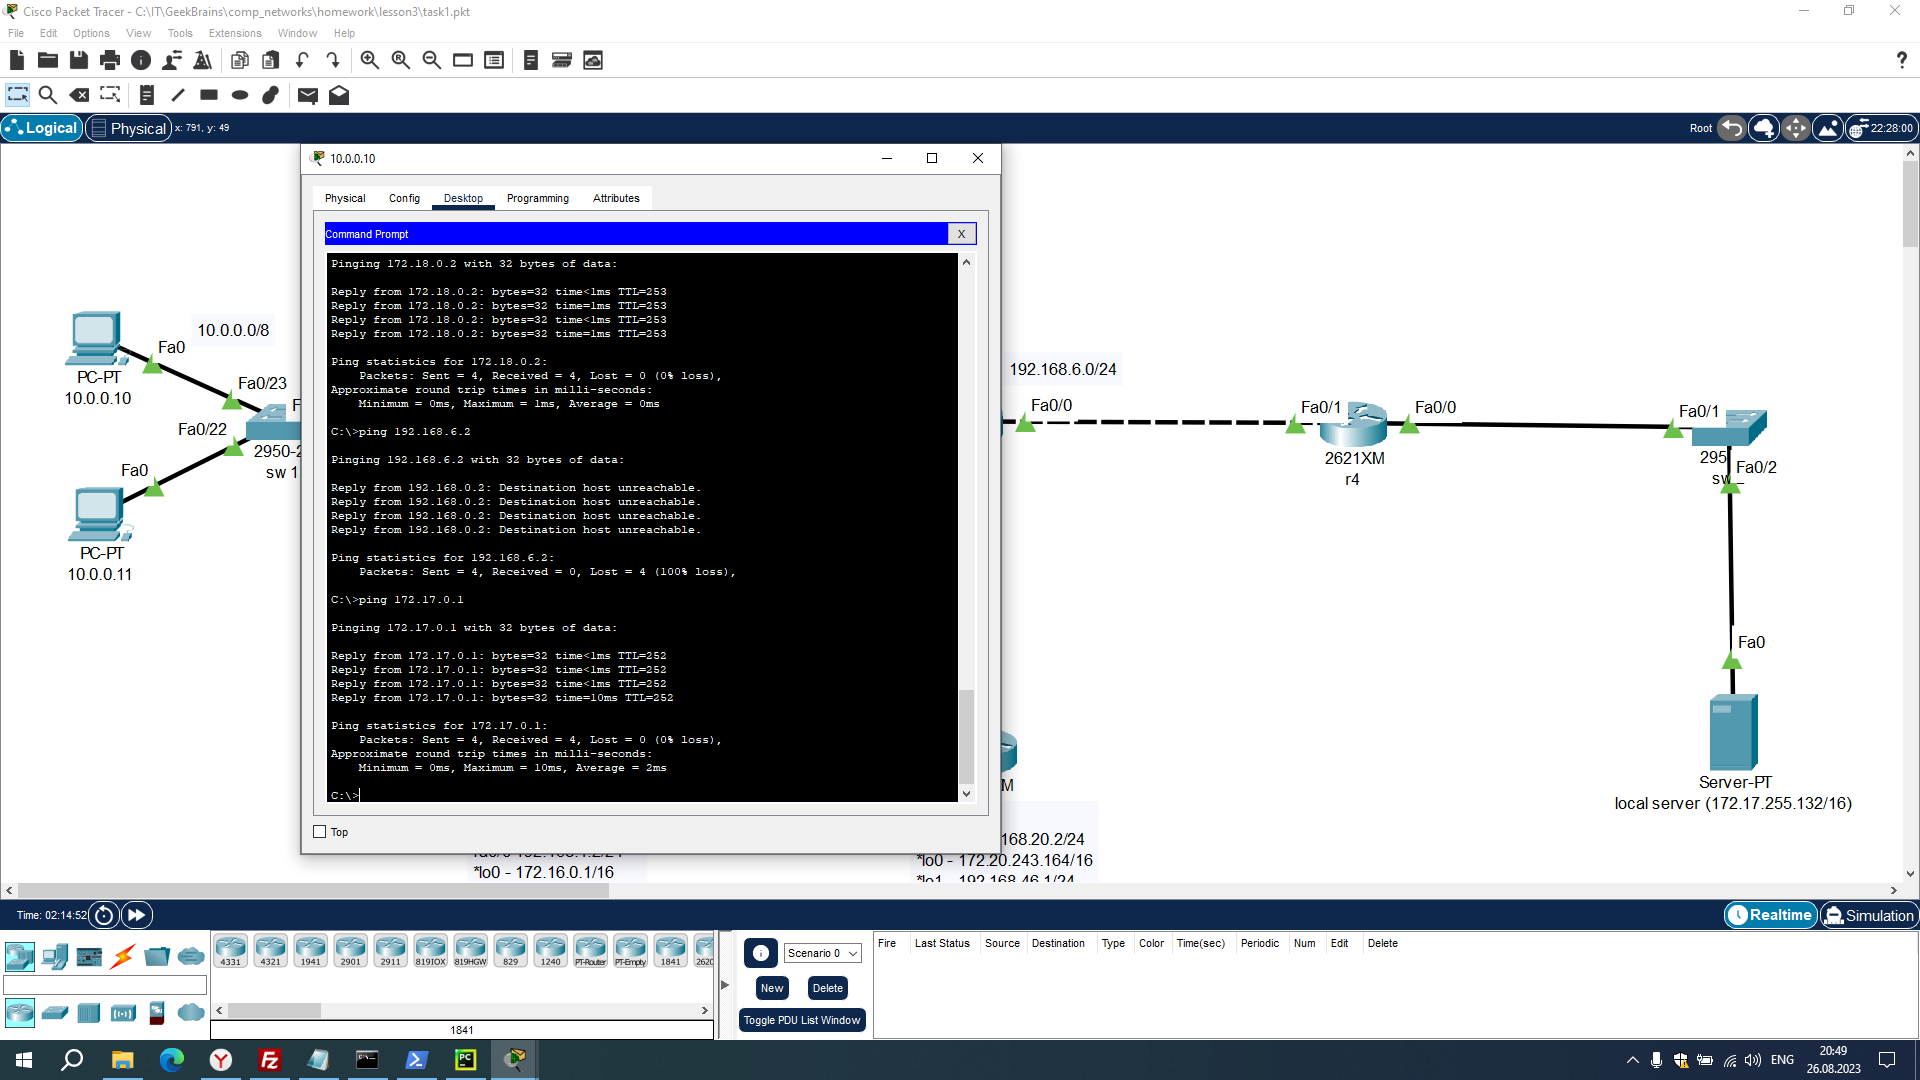 Cisco Packet Tracer - C:\IT\GeekBrains\comp_networks\homework\lesson3\task1.pkt
File Edit Options View Tools Extensions Window Help
Logical Physical x: 791, y: 49 Root 22:28:00
10.0.0.10
Physical Config Desktop Programming Attributes
Command Prompt X
Pinging 172.18.0.2 with 32 bytes of data:
Reply from 172.18.0.2: bytes=32 time<1ms TTL=253
Reply from 172.18.0.2: bytes=32 time=1ms TTL=253
Reply from 172.18.0.2: bytes=32 time<1ms TTL=253
Reply from 172.18.0.2: bytes=32 time=1ms TTL=253
Ping statistics for 172.18.0.2:
Packets: Sent = 4, Received = 4, Lost = 0 (0% loss),
Approximate round trip times in milli-seconds:
Minimum = 0ms, Maximum = 1ms, Average = 0ms
C:\>ping 192.168.6.2
Pinging 192.168.6.2 with 32 bytes of data:
Reply from 192.168.0.2: Destination host unreachable.
Reply from 192.168.0.2: Destination host unreachable.
Reply from 192.168.0.2: Destination host unreachable.
Reply from 192.168.0.2: Destination host unreachable.
Ping statistics for 192.168.6.2:
Packets: Sent = 4, Received = 0, Lost = 4 (100% loss),
C:\>ping 172.17.0.1
Pinging 172.17.0.1 with 32 bytes of data:
Reply from 172.17.0.1: bytes=32 time<1ms TTL=252
Reply from 172.17.0.1: bytes=32 time<1ms TTL=252
Reply from 172.17.0.1: bytes=32 time<1ms TTL=252
Reply from 172.17.0.1: bytes=32 time=10ms TTL=252
Ping statistics for 172.17.0.1:
Packets: Sent = 4, Received = 4, Lost = 0 (0% loss),
Approximate round trip times in milli-seconds:
Minimum = 0ms, Maximum = 10ms, Average = 2ms
C:\>
Top
10.0.0.0/8
Fa0
PC-PT
10.0.0.10
Fa0/23
F
Fa0/22
2950-2
sw 1
Fa0
PC-PT
10.0.0.11
192.168.6.0/24
Fa0/0
Fa0/1
Fa0/0
2621XM
r4
Fa0/1
295
sw
Fa0/2
Fa0
Server-PT
local server (172.17.255.132/16)
M
168.20.2/24
*lo0 - 172.20.243.164/16
*lo1 - 192.168.46.1/24
*lo0 - 172.16.0.1/16
Time: 02:14:52 Realtime Simulation
4331 4321 1941 2901 2911 819IOX 819HGW 829 1240 PT-Router PT-Empty 1841 2620
1841
Scenario 0
New Delete
Toggle PDU List Window
Fire Last Status Source Destination Type Color Time(sec) Periodic Num Edit Delete
ENG
20:49
26.08.2023